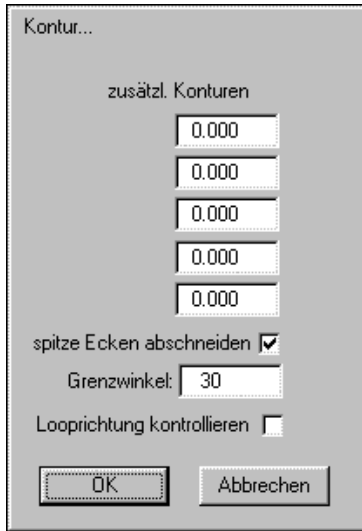 Kontur...
zusätzl. Konturen
0.000
0.000
0.000
0.000
0.000
spitze Ecken abschneiden
Grenzwinkel: 30
Looprichtung kontrollieren
OK Abbrechen